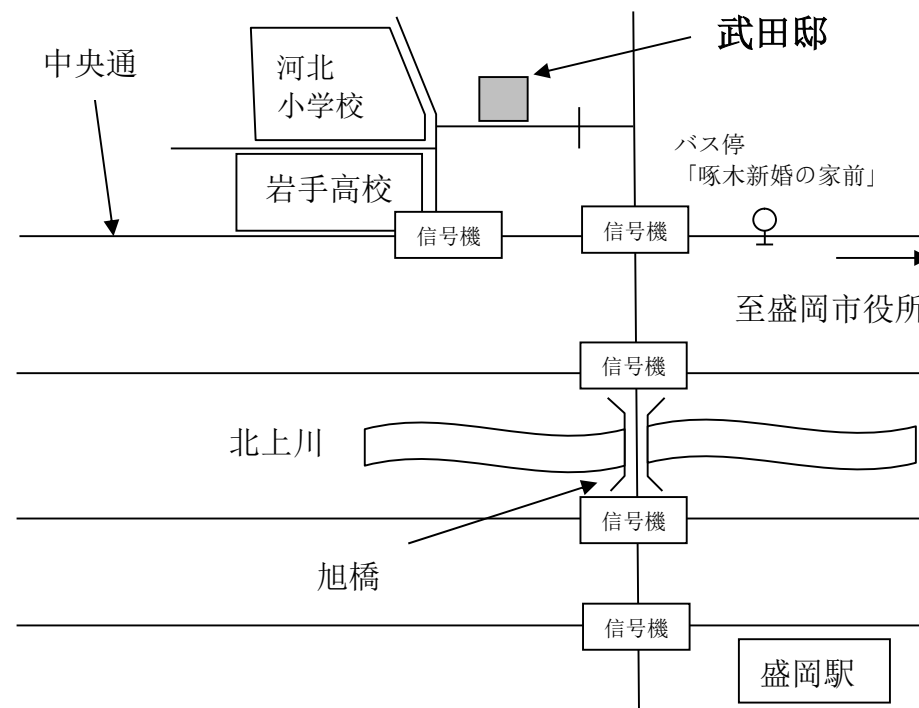 武田邸
中央通
河北
小学校
バス停
「啄木新婚の家前」
岩手高校
信号機
信号機
至盛岡市役所
信号機
北上川
信号機
旭橋
信号機
盛岡駅